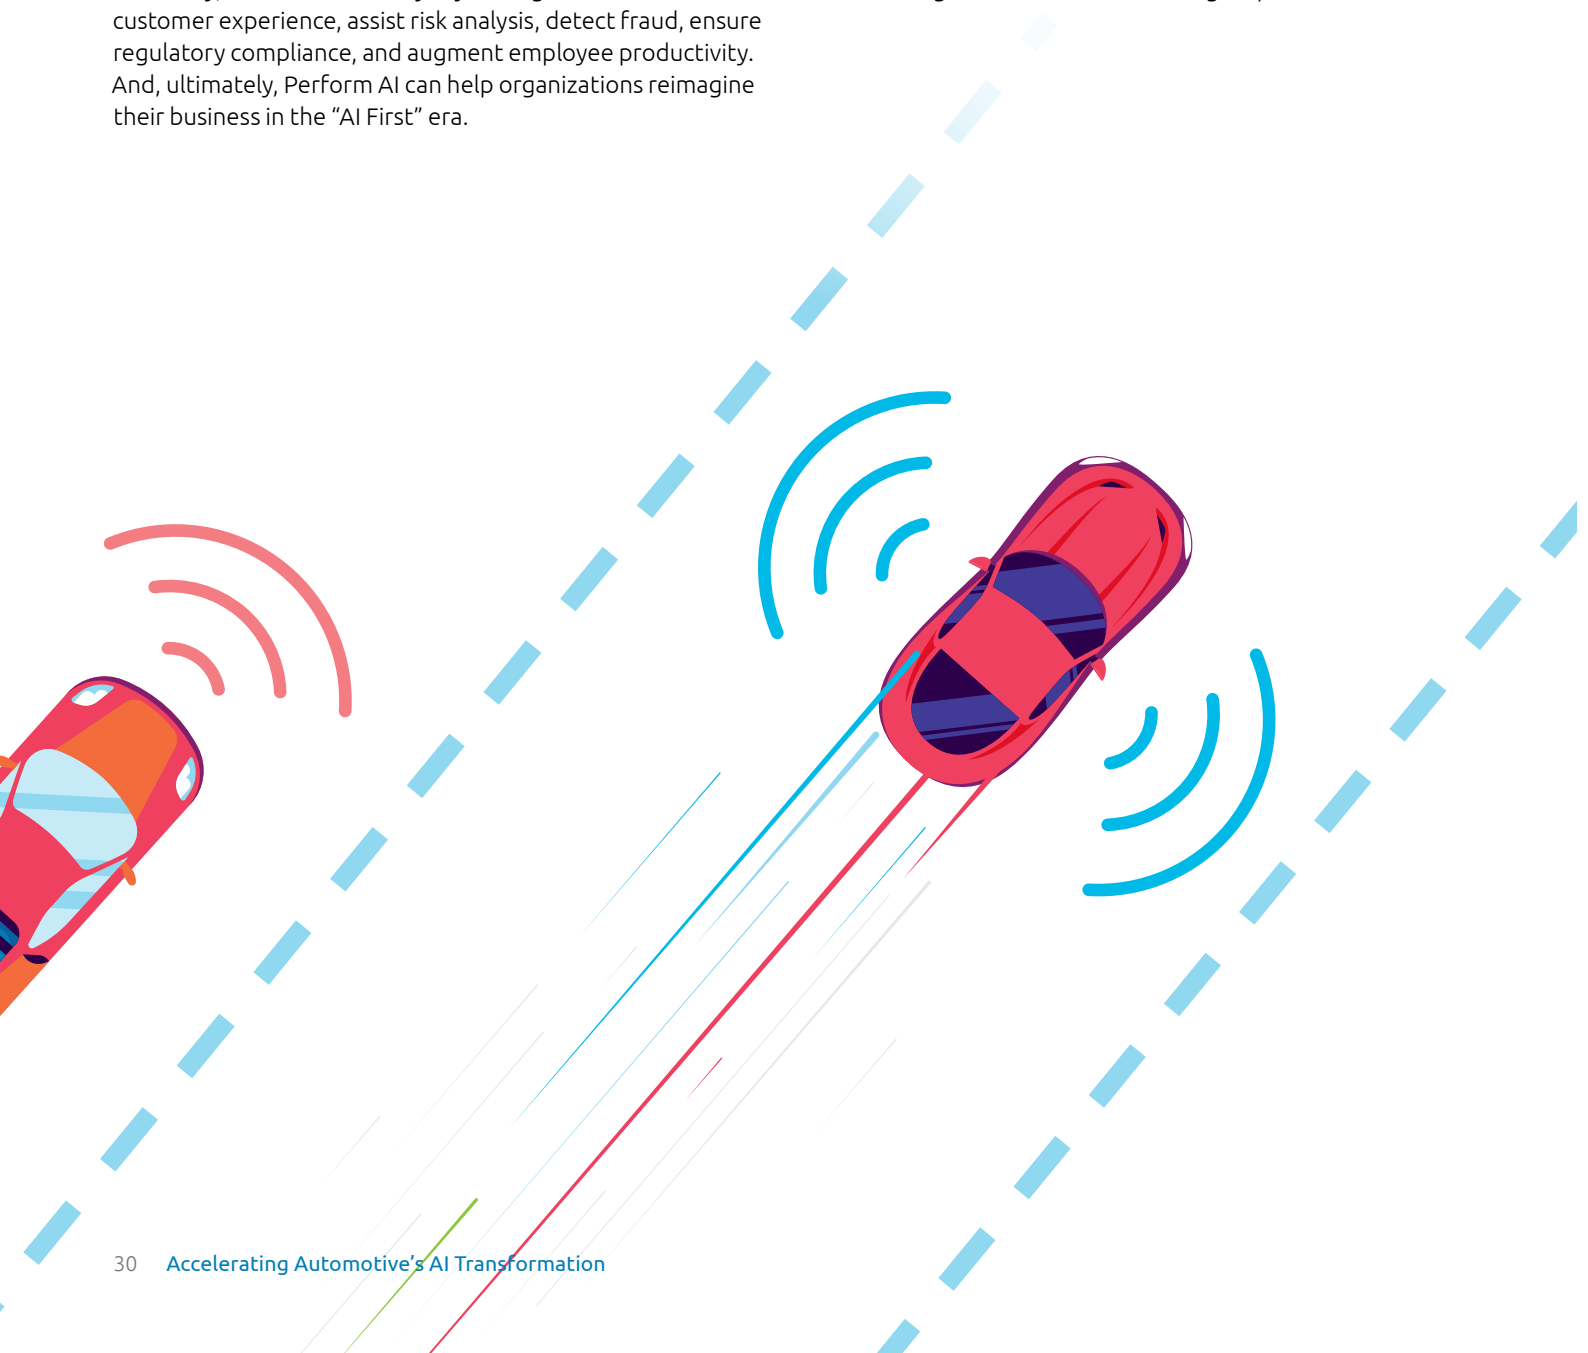 customer experience, assist risk analysis, detect fraud, ensure
regulatory compliance, and augment employee productivity.
And, ultimately, Perform AI can help organizations reimagine
their business in the “AI First” era.
30 Accelerating Automotive’s AI Transformation